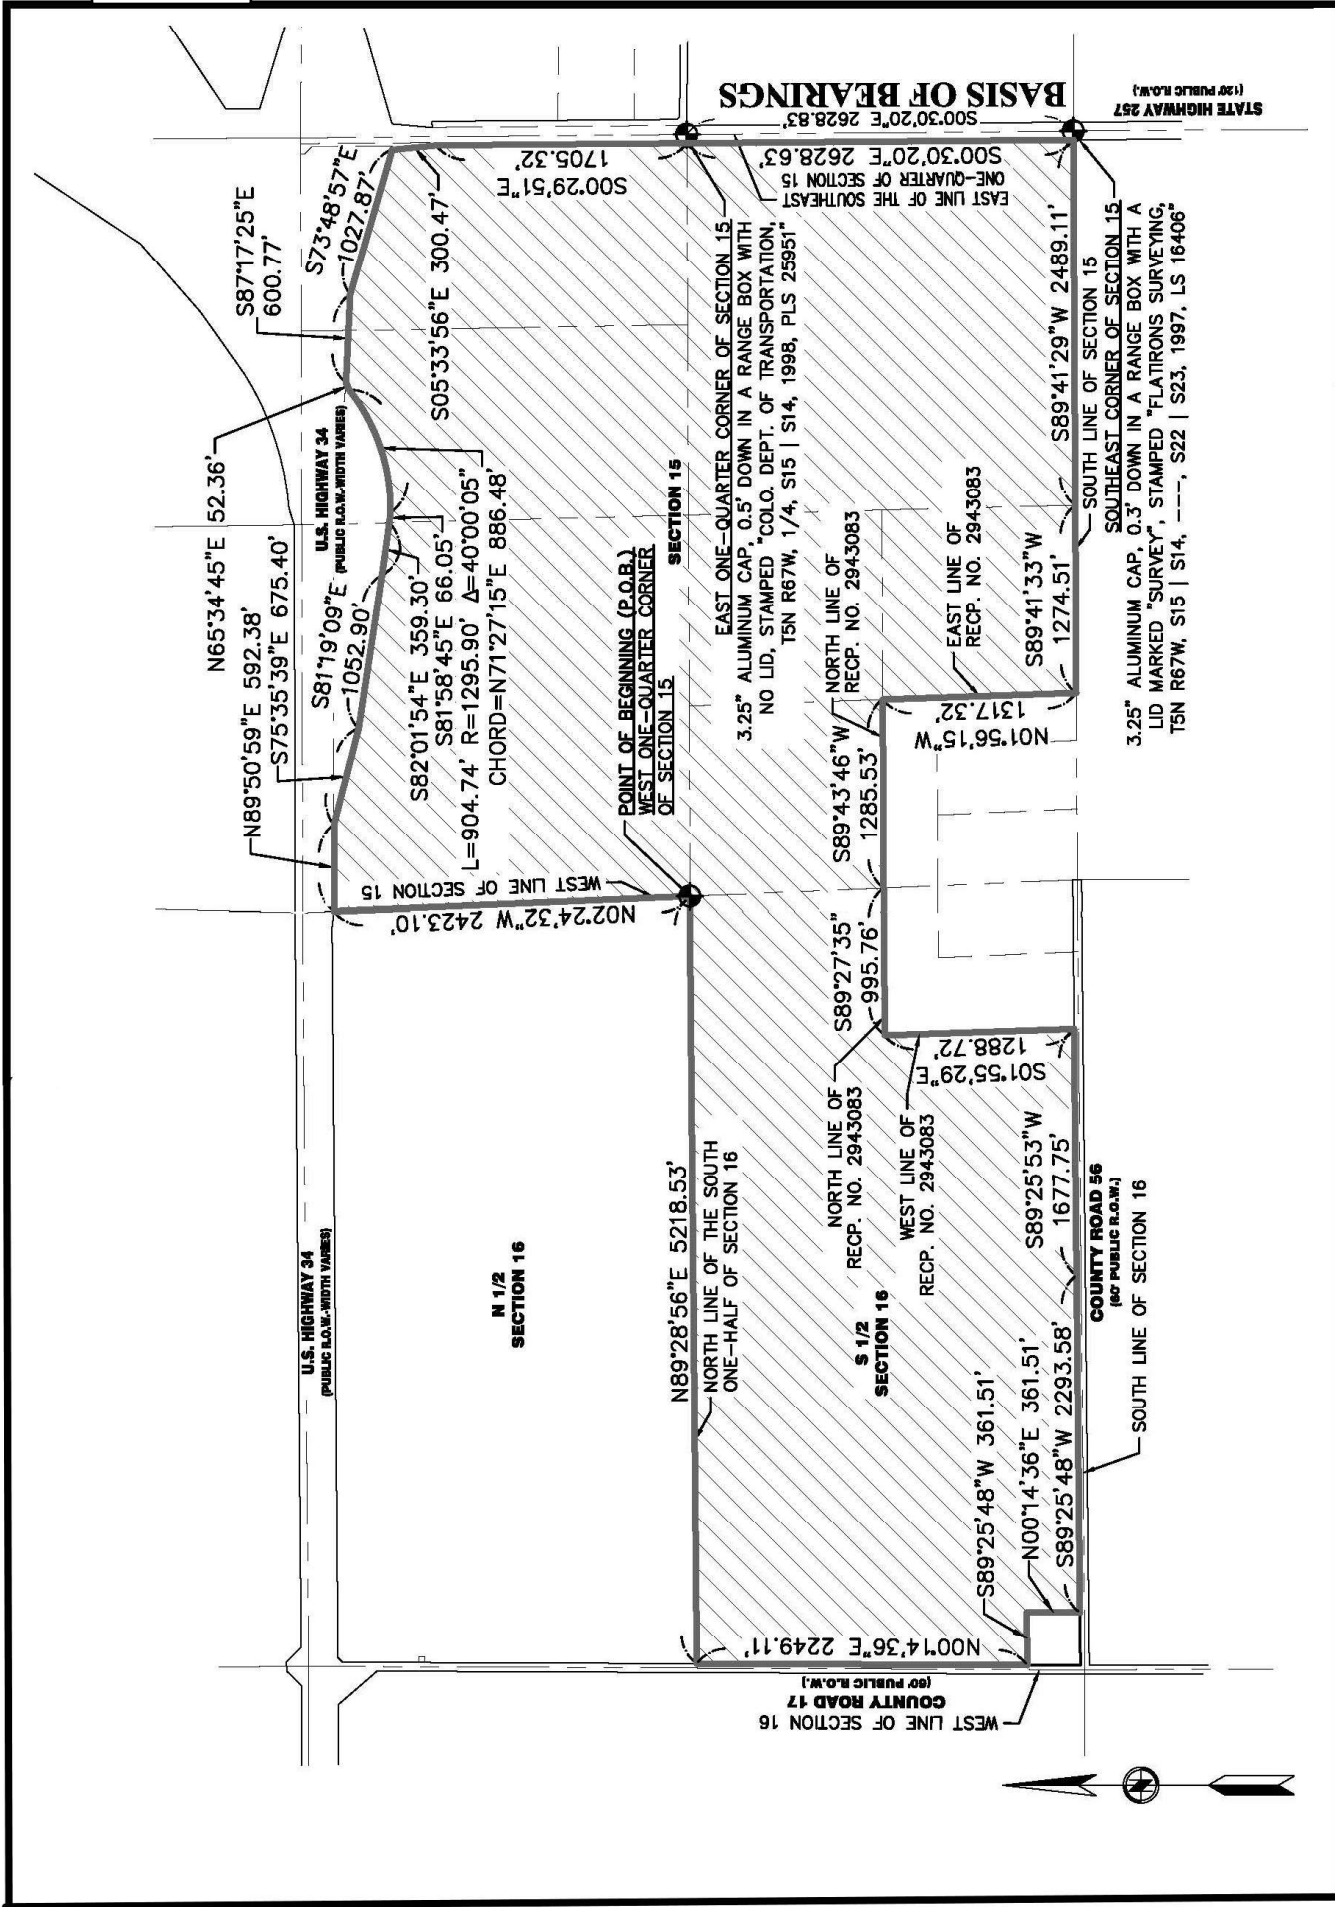 U.S. HIGHWAY 34
(PUBLIC R.O.W.-WIDTH VARIES)
N 1/2
SECTION 16
N89°28'56"E 5218.53'
NORTH LINE OF THE SOUTH
ONE-HALF OF SECTION 16
WEST LINE OF SECTION 16
COUNTY ROAD 17
(60' PUBLIC R.O.W.)
N00°14'36"E 2249.11'
S89°25'48"W 361.51'
N00°14'36"E 361.51'
S89°25'48"W 2293.58'
S 1/2
SECTION 16
NORTH LINE OF
RECP. NO. 2943083
WEST LINE OF
RECP. NO. 2943083
S89°25'53"W
1677.75'
COUNTY ROAD 56
(60' PUBLIC R.O.W.)
SOUTH LINE OF SECTION 16
S01°55'29"E
1288.72'
S89°27'35"
995.76'
S89°43'46"W
1285.53'
NORTH LINE OF
RECP. NO. 2943083
N01°56'15"W
1317.32'
EAST LINE OF
RECP. NO. 2943083
S89°41'33"W
1274.51'
N02°24'32"W 2423.10'
WEST LINE OF SECTION 15
POINT OF BEGINNING (P.O.B.)
WEST ONE-QUARTER CORNER
OF SECTION 15
N89°50'59"E 592.38'
S75°35'39"E 675.40'
S81°19'09"E
1052.90'
S82°01'54"E 359.30'
S81°58'45"E 66.05'
L=904.74' R=1295.90' Δ=40°00'05"
CHORD=N71°27'15"E 886.48'
N65°34'45"E 52.36'
U.S. HIGHWAY 34
(PUBLIC R.O.W.-WIDTH VARIES)
S87°17'25"E
600.77'
S73°48'57"E
1027.87'
S05°33'56"E 300.47'
S00°29'51"E
1705.32'
SECTION 15
EAST ONE-QUARTER CORNER OF SECTION 15
3.25" ALUMINUM CAP, 0.5' DOWN IN A RANGE BOX WITH
NO LID, STAMPED "COLO. DEPT. OF TRANSPORTATION,
T5N R67W, 1/4, S15 | S14, 1998, PLS 25951"
EAST LINE OF THE SOUTHEAST
ONE-QUARTER OF SECTION 15
S00°30'20"E 2628.63'
S00°30'20"E 2628.83'
BASIS OF BEARINGS
STATE HIGHWAY 257
(120' PUBLIC R.O.W.)
S89°41'29"W 2489.11'
SOUTH LINE OF SECTION 15
SOUTHEAST CORNER OF SECTION 15
3.25" ALUMINUM CAP, 0.3' DOWN IN A RANGE BOX WITH A
LID MARKED "SURVEY", STAMPED "FLATIRONS SURVEYING,
T5N R67W, S15 | S14, ---, S22 | S23, 1997, LS 16406"